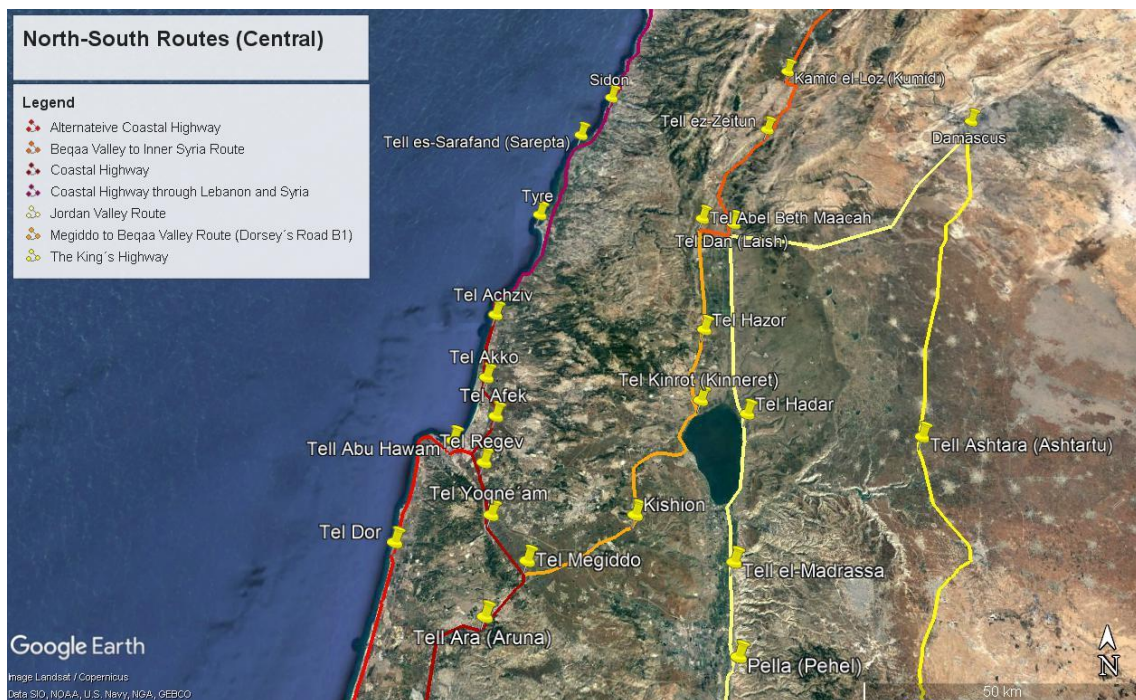 North-South Routes (Central)
Legend
Alternateive Coastal Highway
Beqaa Valley to Inner Syria Route
Coastal Highway
Coastal Highway through Lebanon and Syria
Jordan Valley Route
Megiddo to Beqaa Valley Route (Dorsey´s Road B1)
The King´s Highway
Kamid el-Loz (Kumidi)
Sidon
Tell ez-Zeitun
Damascus
Tell es-Sarafand (Sarepta)
Tyre
Tel Abel Beth Maacah
Tel Dan (Laish)
Tel Achziv
Tel Hazor
Tel Akko
Tel Kinrot (Kinneret)
Tel Afek
Tel Hadar
Tel Regev
Tell Abu Hawam
Tell Ashtara (Ashtartu)
Tel Yoqne´am
Kishion
Tel Dor
Tel Megiddo
Tell el-Madrassa
Tell Ara (Aruna)
Pella (Pehel)
Google Earth
Image Landsat / Copernicus
Data SIO, NOAA, U.S. Navy, NGA, GEBCO
N
50 km